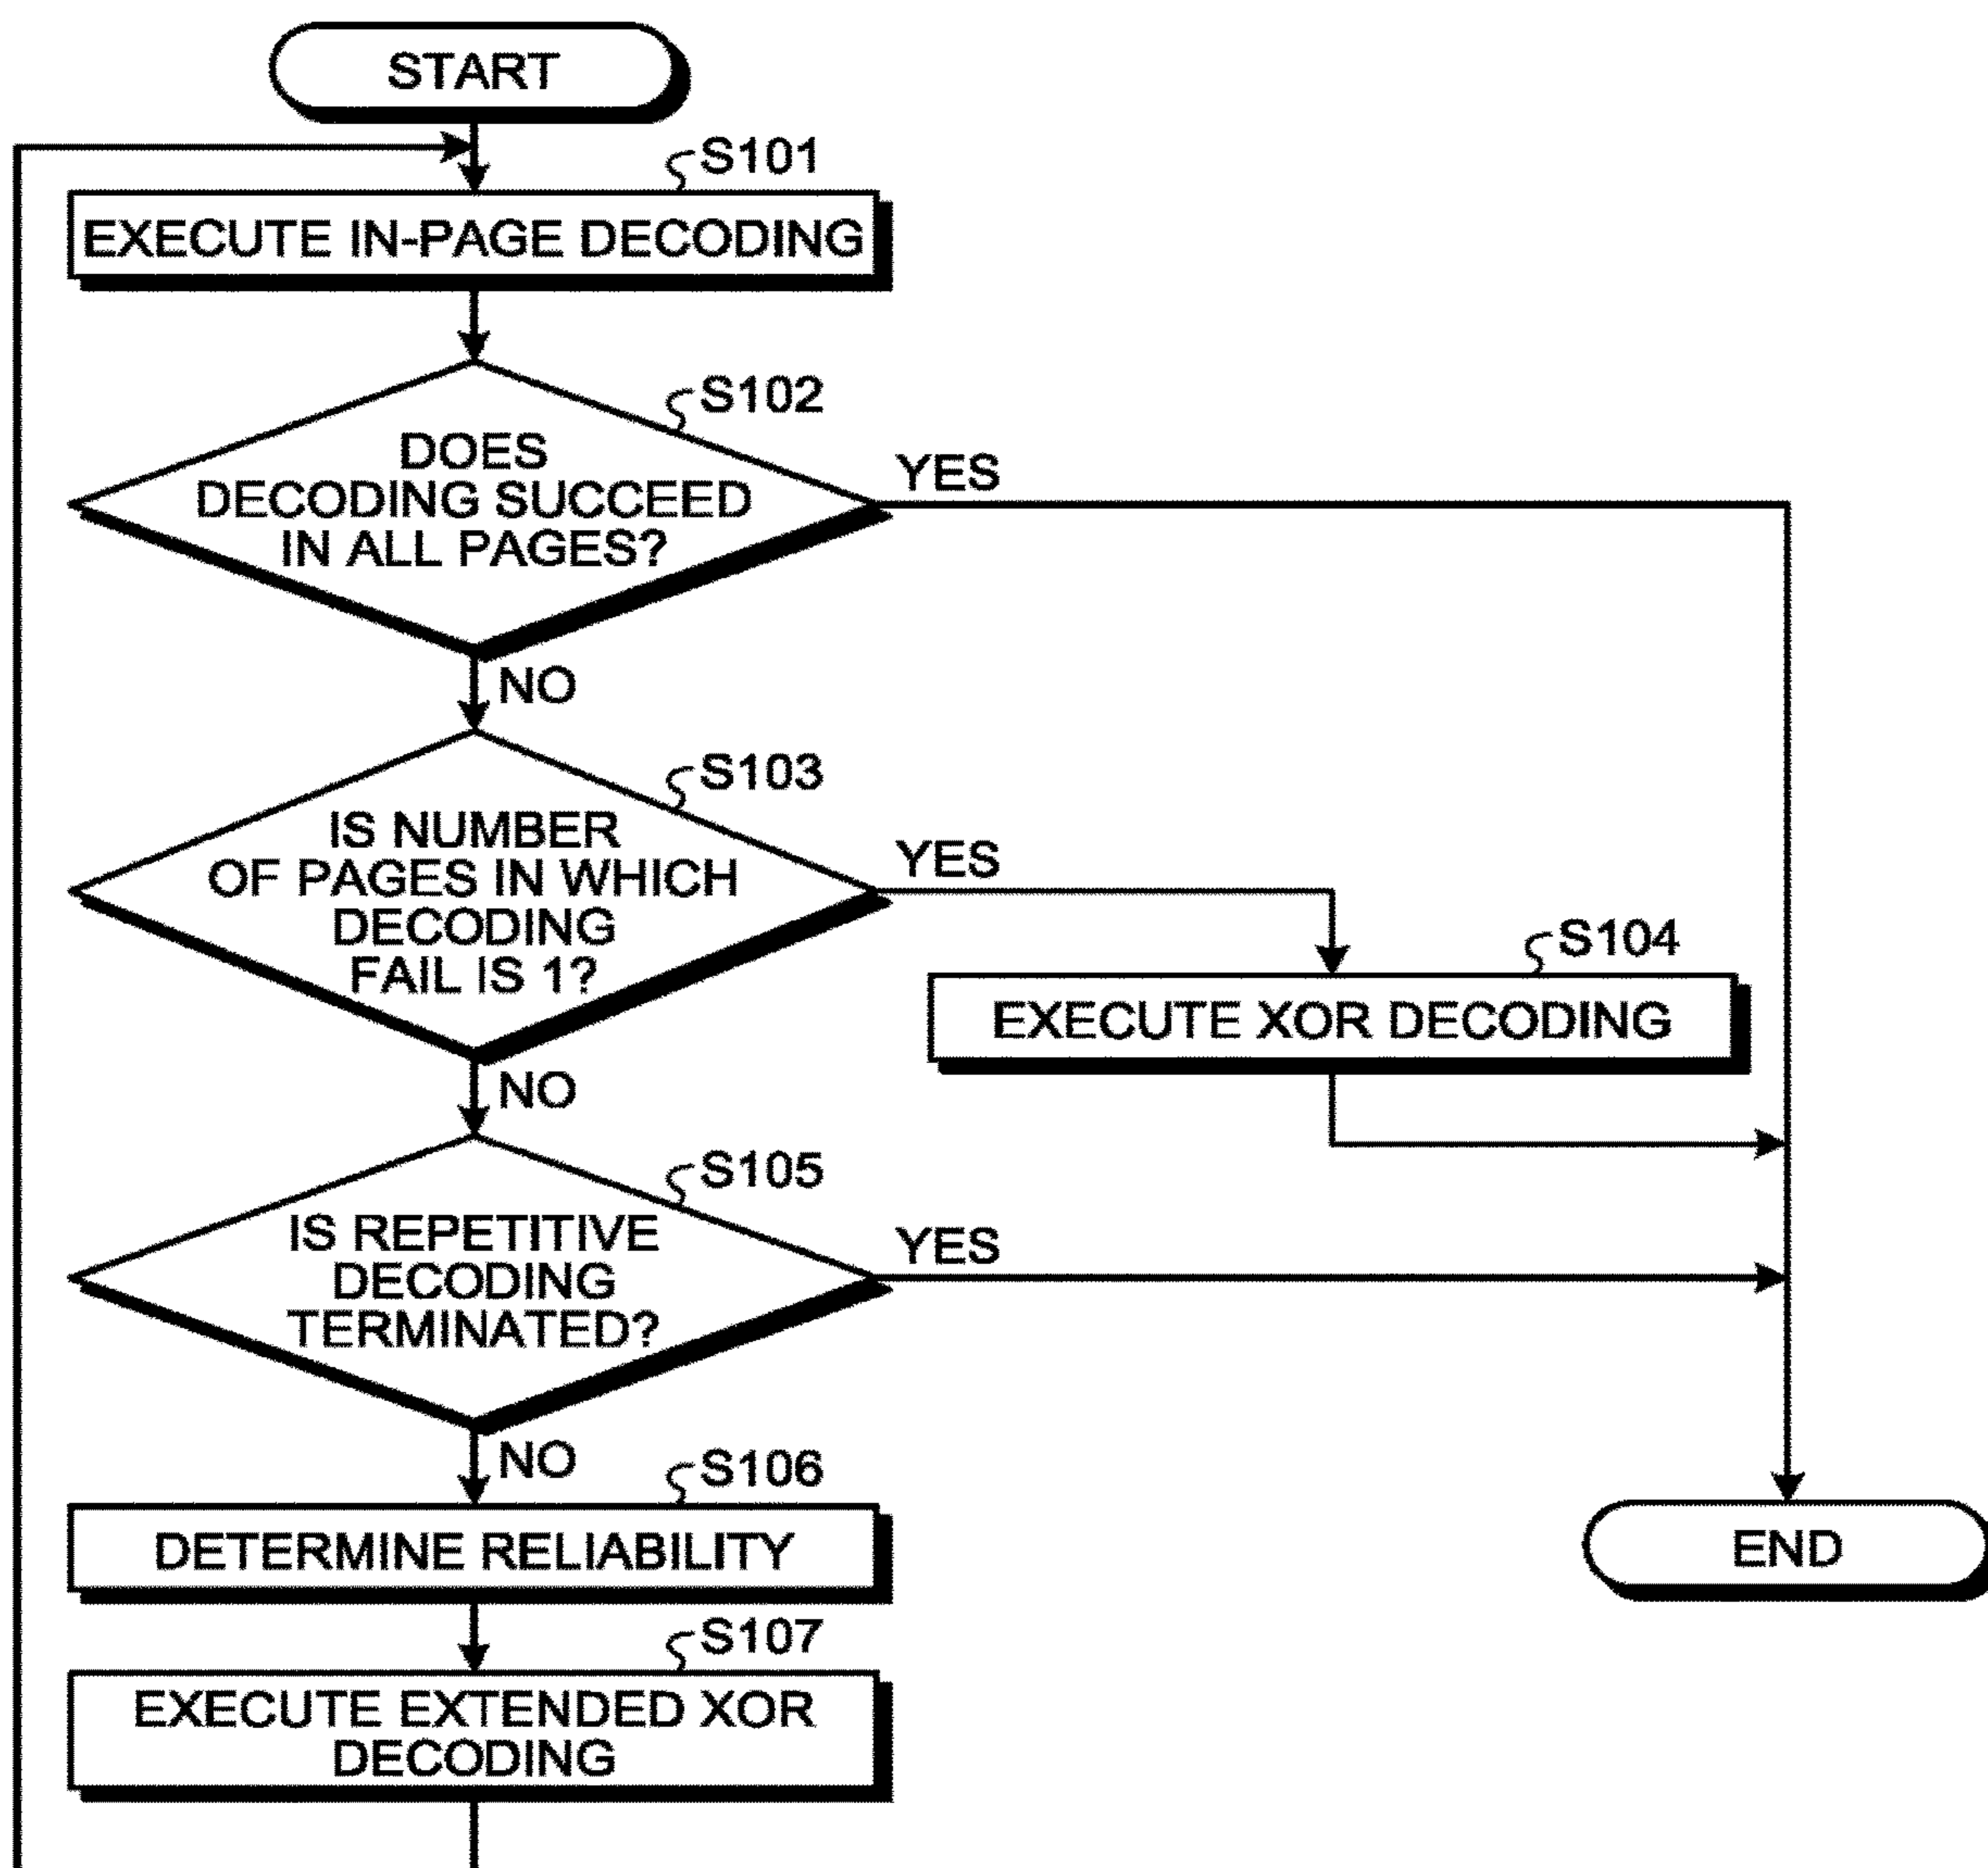 START
S101
EXECUTE IN-PAGE DECODING
S102
DOES
DECODING SUCCEED
IN ALL PAGES?
YES
NO
S103
IS NUMBER
OF PAGES IN WHICH
DECODING
FAIL IS 1?
YES
S104
EXECUTE XOR DECODING
NO
S105
IS REPETITIVE
DECODING
TERMINATED?
YES
NO
S106
DETERMINE RELIABILITY
END
S107
EXECUTE EXTENDED XOR
DECODING